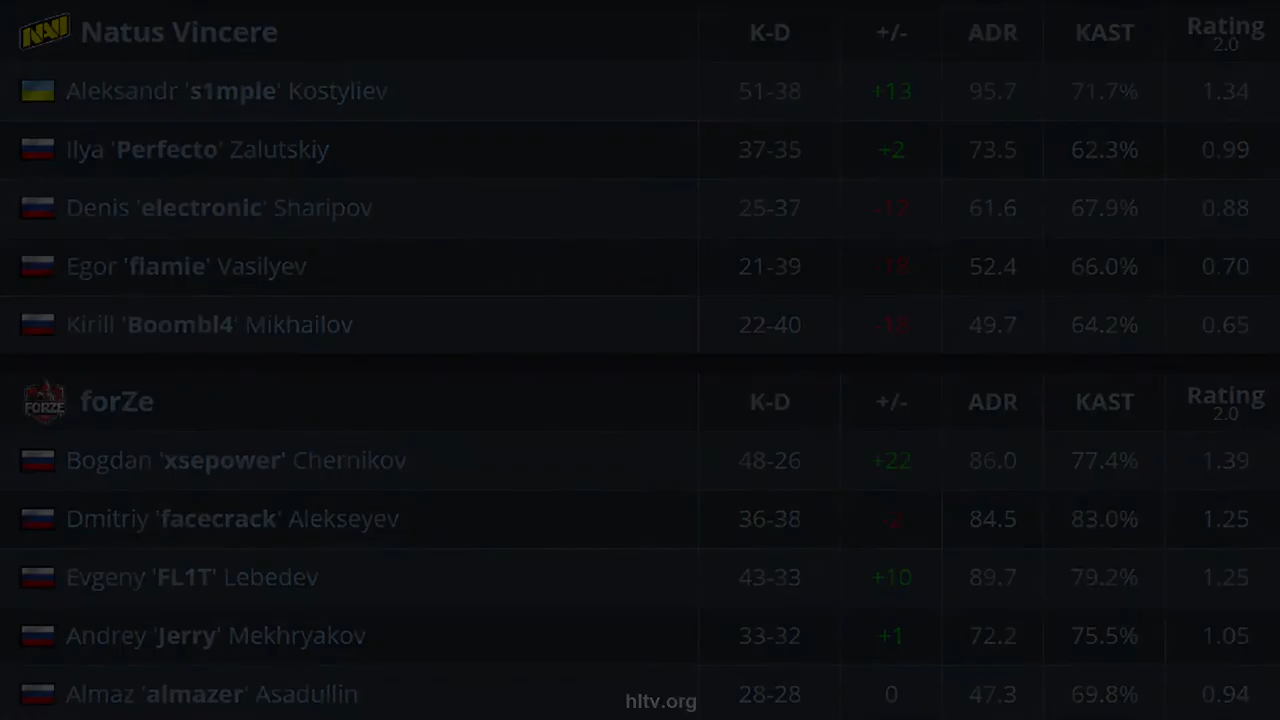 NAVI Natus Vincere K-D +/- ADR KAST Rating 2.0
Aleksandr 's1mple' Kostyliev 51-38 +13 95.7 71.7% 1.34
Ilya 'Perfecto' Zalutskiy 37-35 +2 73.5 62.3% 0.99
Denis 'electronic' Sharipov 25-37 -12 61.6 67.9% 0.88
Egor 'flamie' Vasilyev 21-39 -18 52.4 66.0% 0.70
Kirill 'Boombl4' Mikhailov 22-40 -18 49.7 64.2% 0.65
FORZE forZe K-D +/- ADR KAST Rating 2.0
Bogdan 'xsepower' Chernikov 48-26 +22 86.0 77.4% 1.39
Dmitriy 'facecrack' Alekseyev 36-38 -2 84.5 83.0% 1.25
Evgeny 'FL1T' Lebedev 43-33 +10 89.7 79.2% 1.25
Andrey 'Jerry' Mekhryakov 33-32 +1 72.2 75.5% 1.05
Almaz 'almazer' Asadullin 28-28 0 47.3 69.8% 0.94
hltv.org